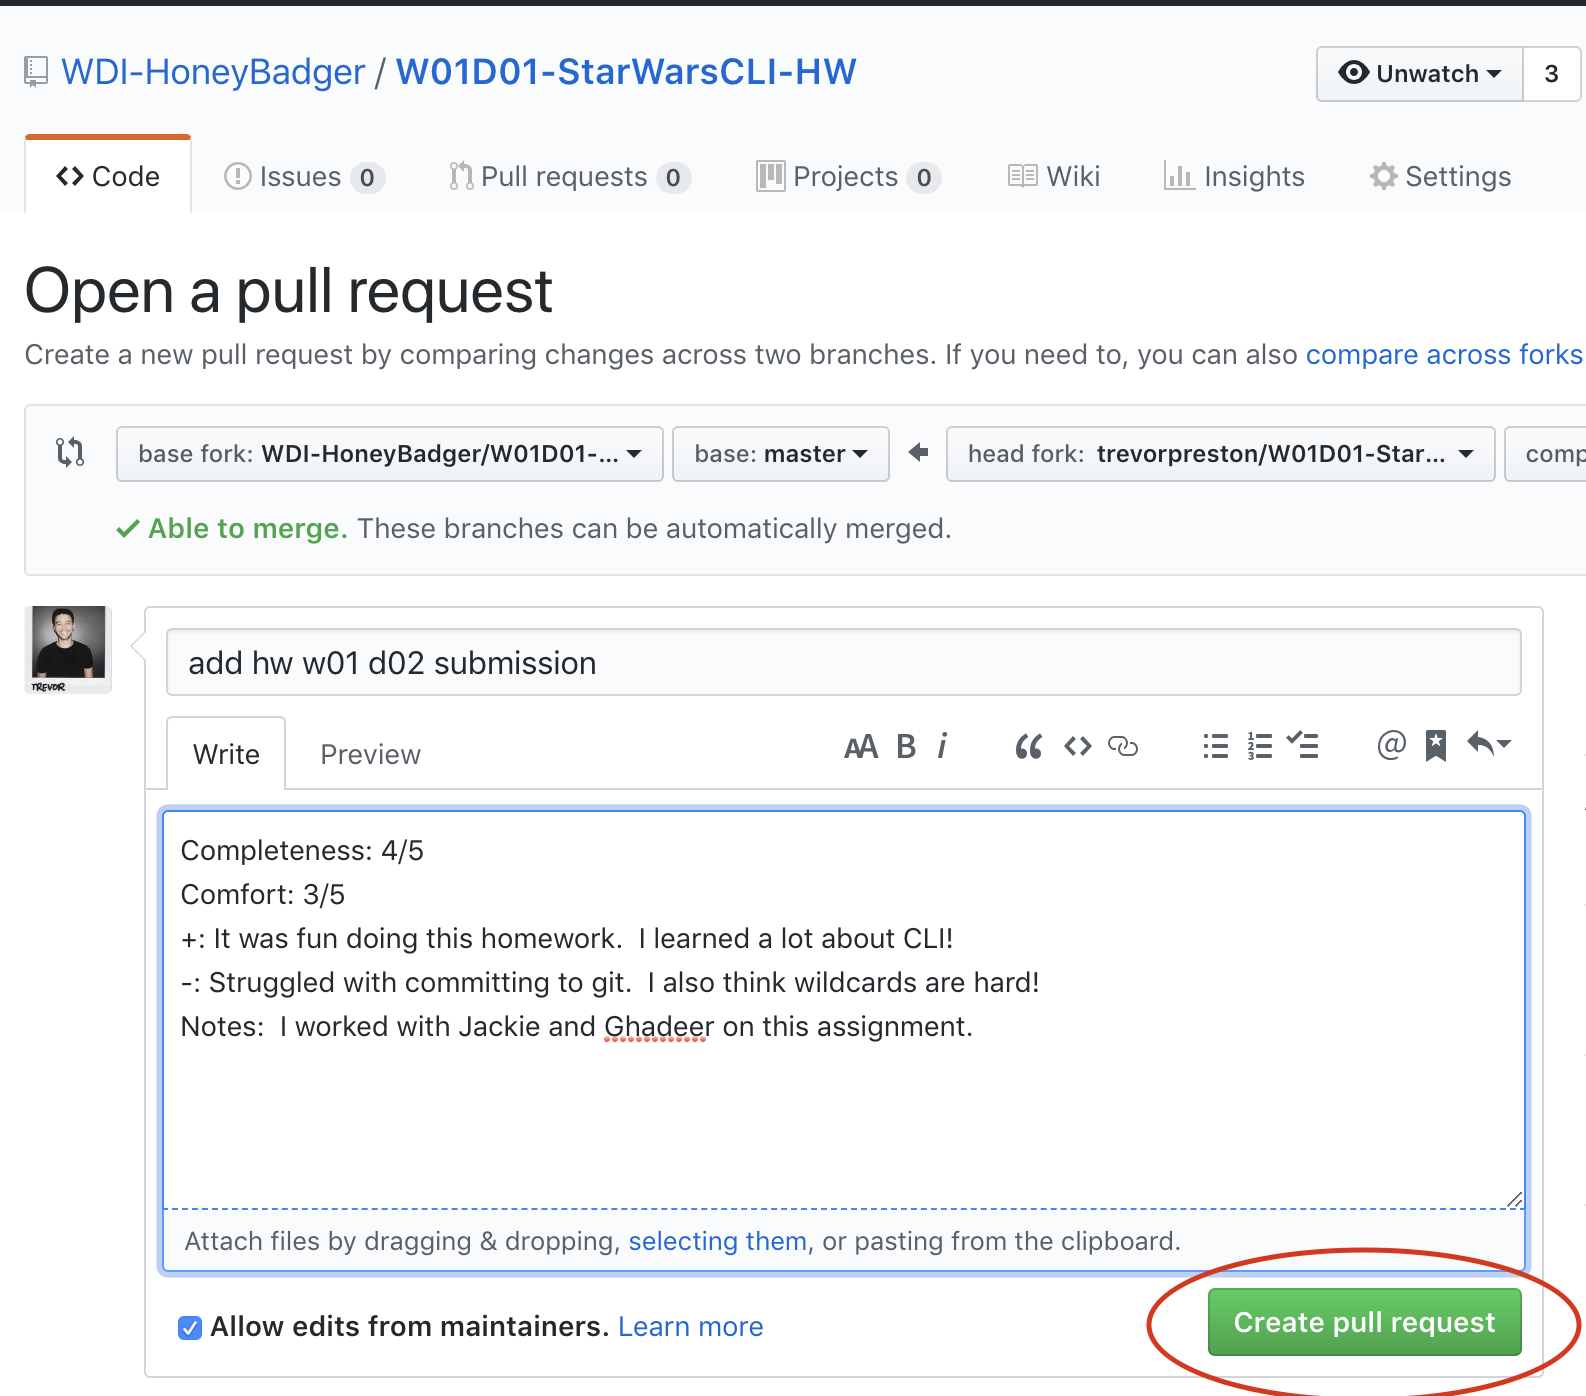 WDI-HoneyBadger / W01D01-StarWarsCLI-HW
Unwatch 3
Code Issues 0 Pull requests 0 Projects 0 Wiki Insights Settings
Open a pull request
Create a new pull request by comparing changes across two branches. If you need to, you can also compare across forks
base fork: WDI-HoneyBadger/W01D01-... base: master head fork: trevorpreston/W01D01-Star... comp
Able to merge. These branches can be automatically merged.
TREVOR
add hw w01 d02 submission
Write Preview
Completeness: 4/5
Comfort: 3/5
+: It was fun doing this homework.  I learned a lot about CLI!
-: Struggled with committing to git.  I also think wildcards are hard!
Notes:  I worked with Jackie and Ghadeer on this assignment.
Attach files by dragging & dropping, selecting them, or pasting from the clipboard.
Allow edits from maintainers. Learn more
Create pull request